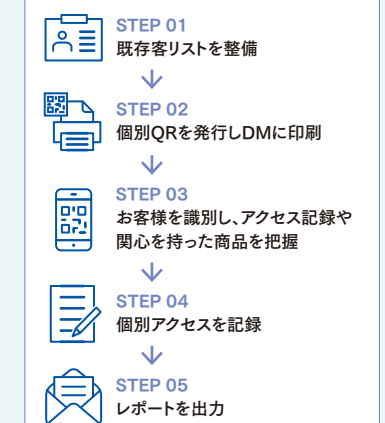 STEP 01
既存客リストを整備
STEP 02
個別QRを発行しDMに印刷
STEP 03
お客様を識別し、アクセス記録や
関心を持った商品を把握
STEP 04
個別アクセスを記録
STEP 05
レポートを出力